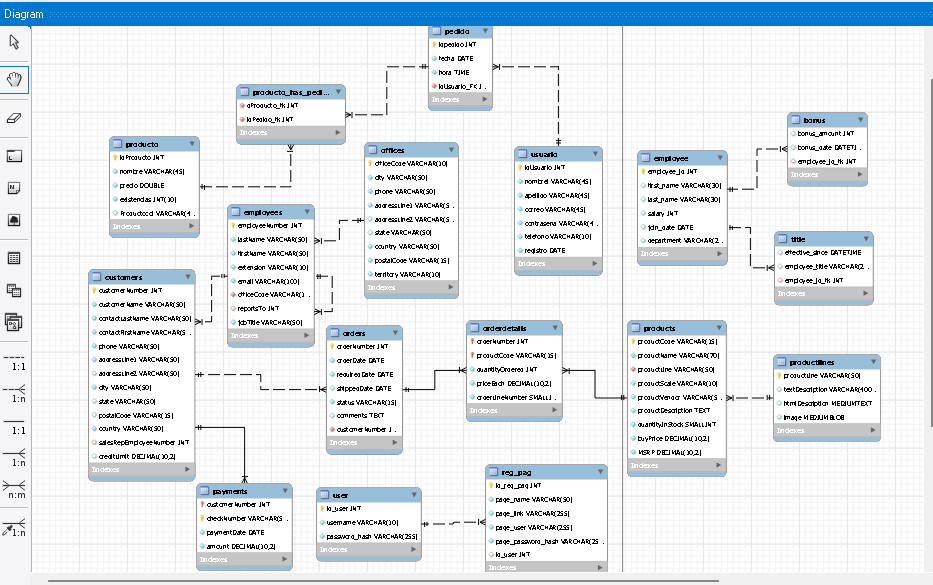 Diagram
1:1
1:n
1:1
1:n
n:m
1:n
pedido
idPedido INT
fecha DATE
hora TIME
idUsuario_FK I...
Indexes
producto_has_pedi...
idPedido_fk INT
Indexes
producto
idProducto INT
nombre VARCHAR(45)
precio DOUBLE
existencias INT(10)
Indexes
offices
officeCode VARCHAR(10)
city VARCHAR(50)
phone VARCHAR(50)
addressLine1 VARCHAR(5...
addressLine2 VARCHAR(5...
state VARCHAR(50)
country VARCHAR(50)
postalCode VARCHAR(15)
territory VARCHAR(10)
Indexes
usuario
idUsuario INT
nombre VARCHAR(45)
apellido VARCHAR(45)
correo VARCHAR(45)
contrasena VARCHAR(4...
telefono VARCHAR(10)
registro DATE
Indexes
employee
employee_id INT
first_name VARCHAR(30)
last_name VARCHAR(30)
salary INT
join_date DATE
department VARCHAR(2...
Indexes
bonus
bonus_amount INT
bonus_date DATETI...
employee_id_fk INT
Indexes
title
effective_since DATETIME
employee_title VARCHAR(2...
employee_id_fk INT
Indexes
employees
employeeNumber INT
lastName VARCHAR(50)
firstName VARCHAR(50)
extension VARCHAR(10)
email VARCHAR(100)
officeCode VARCHAR(1...
reportsTo INT
jobTitle VARCHAR(50)
Indexes
customers
customerNumber INT
customerName VARCHAR(50)
contactLastName VARCHAR(50)
contactFirstName VARCHAR(5...
phone VARCHAR(50)
addressLine1 VARCHAR(50)
addressLine2 VARCHAR(50)
city VARCHAR(50)
state VARCHAR(50)
postalCode VARCHAR(15)
country VARCHAR(50)
salesRepEmployeeNumber INT
creditLimit DECIMAL(10,2)
Indexes
orders
orderNumber INT
orderDate DATE
requiredDate DATE
shippedDate DATE
status VARCHAR(15)
comments TEXT
customerNumber I...
Indexes
orderdetails
orderNumber INT
productCode VARCHAR(15)
quantityOrdered INT
priceEach DECIMAL(10,2)
orderLineNumber SMALL...
Indexes
products
productCode VARCHAR(15)
productName VARCHAR(70)
productLine VARCHAR(50)
productScale VARCHAR(10)
productVendor VARCHAR(5...
productDescription TEXT
quantityInStock SMALLINT
buyPrice DECIMAL(10,2)
MSRP DECIMAL(10,2)
Indexes
productlines
productLine VARCHAR(50)
textDescription VARCHAR(400...
htmlDescription MEDIUMTEXT
image MEDIUMBLOB
Indexes
payments
customerNumber INT
checkNumber VARCHAR(5...
paymentDate DATE
amount DECIMAL(10,2)
Indexes
user
id_user INT
username VARCHAR(10)
password_hash VARCHAR(255)
Indexes
reg_pag
id_reg_paq INT
page_name VARCHAR(50)
page_link VARCHAR(255)
page_user VARCHAR(255)
page_password_hash VARCHAR(25...
id_user INT
Indexes